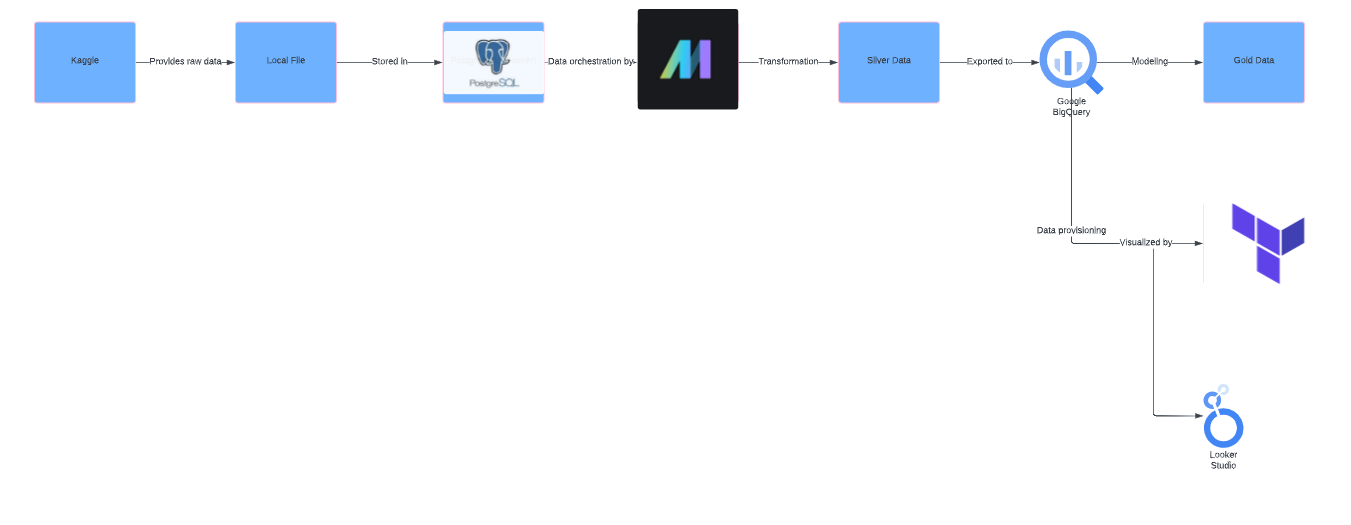 Kaggle
Provides raw data
Local File
Stored in
PostgreSQL
Data orchestration by
Transformation
Silver Data
Exported to
Google
BigQuery
Modeling
Gold Data
Data provisioning
Visualized by
Looker
Studio